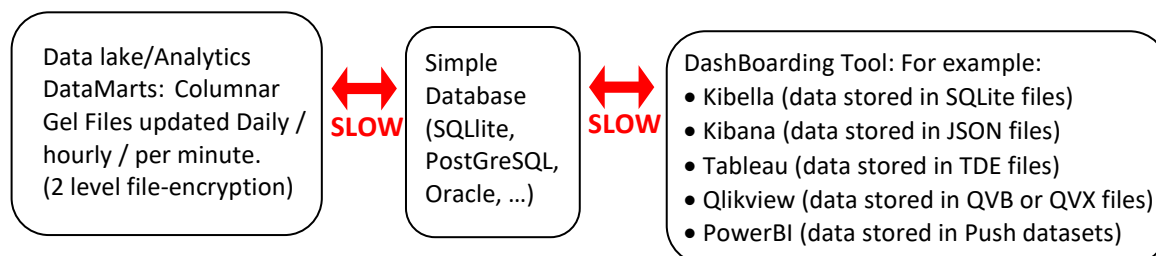 Data lake/Analytics
DataMarts: Columnar
Gel Files updated Daily /
hourly / per minute.
(2 level file-encryption)
SLOW
Simple
Database
(SQLlite,
PostGreSQL,
Oracle, …)
SLOW
DashBoarding Tool: For example:
• Kibella (data stored in SQLite files)
• Kibana (data stored in JSON files)
• Tableau (data stored in TDE files)
• Qlikview (data stored in QVB or QVX files)
• PowerBI (data stored in Push datasets)